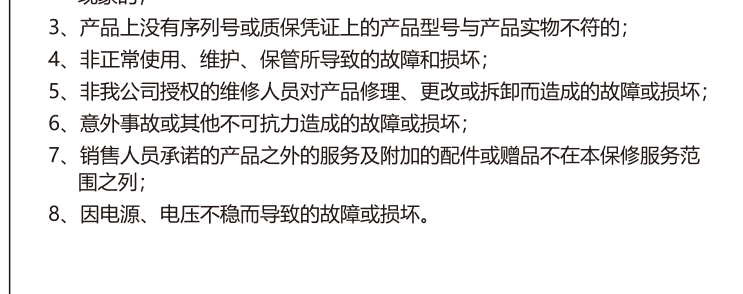 3、产品上没有序列号或质保凭证上的产品型号与产品实物不符的；
4、非正常使用、维护、保管所导致的故障和损坏；
5、非我公司授权的维修人员对产品修理、更改或拆卸而造成的故障或损坏；
6、意外事故或其他不可抗力造成的故障或损坏；
7、销售人员承诺的产品之外的服务及附加的配件或赠品不在本保修服务范
围之列；
8、因电源、电压不稳而导致的故障或损坏。